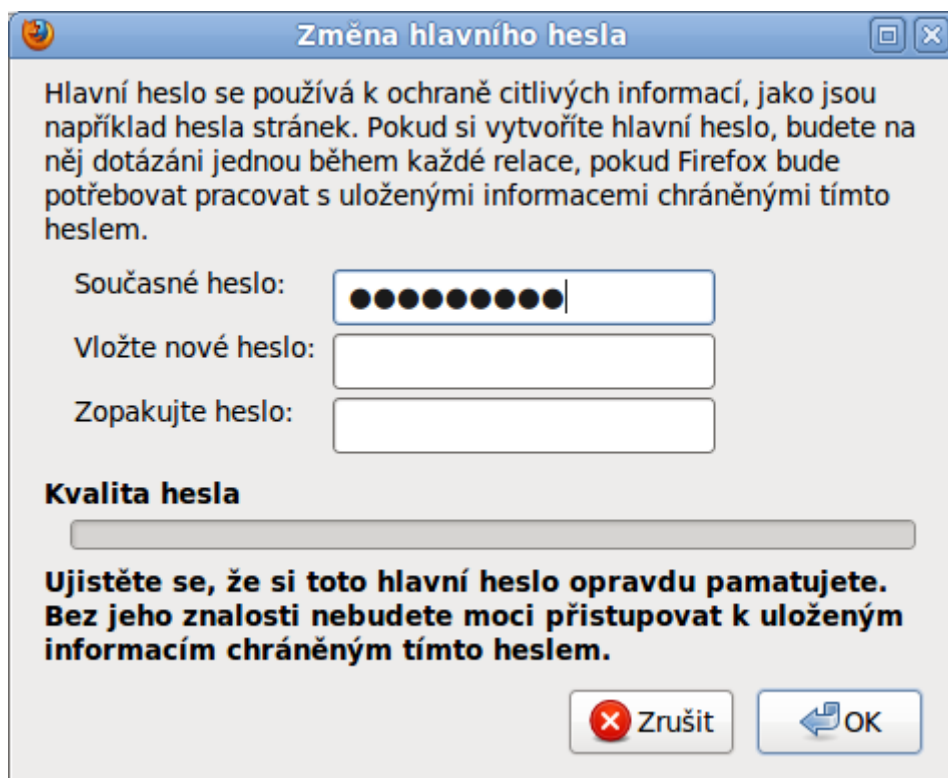 Změna hlavního hesla
Hlavní heslo se používá k ochraně citlivých informací, jako jsou
například hesla stránek. Pokud si vytvoříte hlavní heslo, budete na
něj dotázáni jednou během každé relace, pokud Firefox bude
potřebovat pracovat s uloženými informacemi chráněnými tímto
heslem.
Současné heslo: ●●●●●●●●●
Vložte nové heslo:
Zopakujte heslo:
Kvalita hesla
Ujistěte se, že si toto hlavní heslo opravdu pamatujete.
Bez jeho znalosti nebudete moci přistupovat k uloženým
informacím chráněným tímto heslem.
Zrušit OK